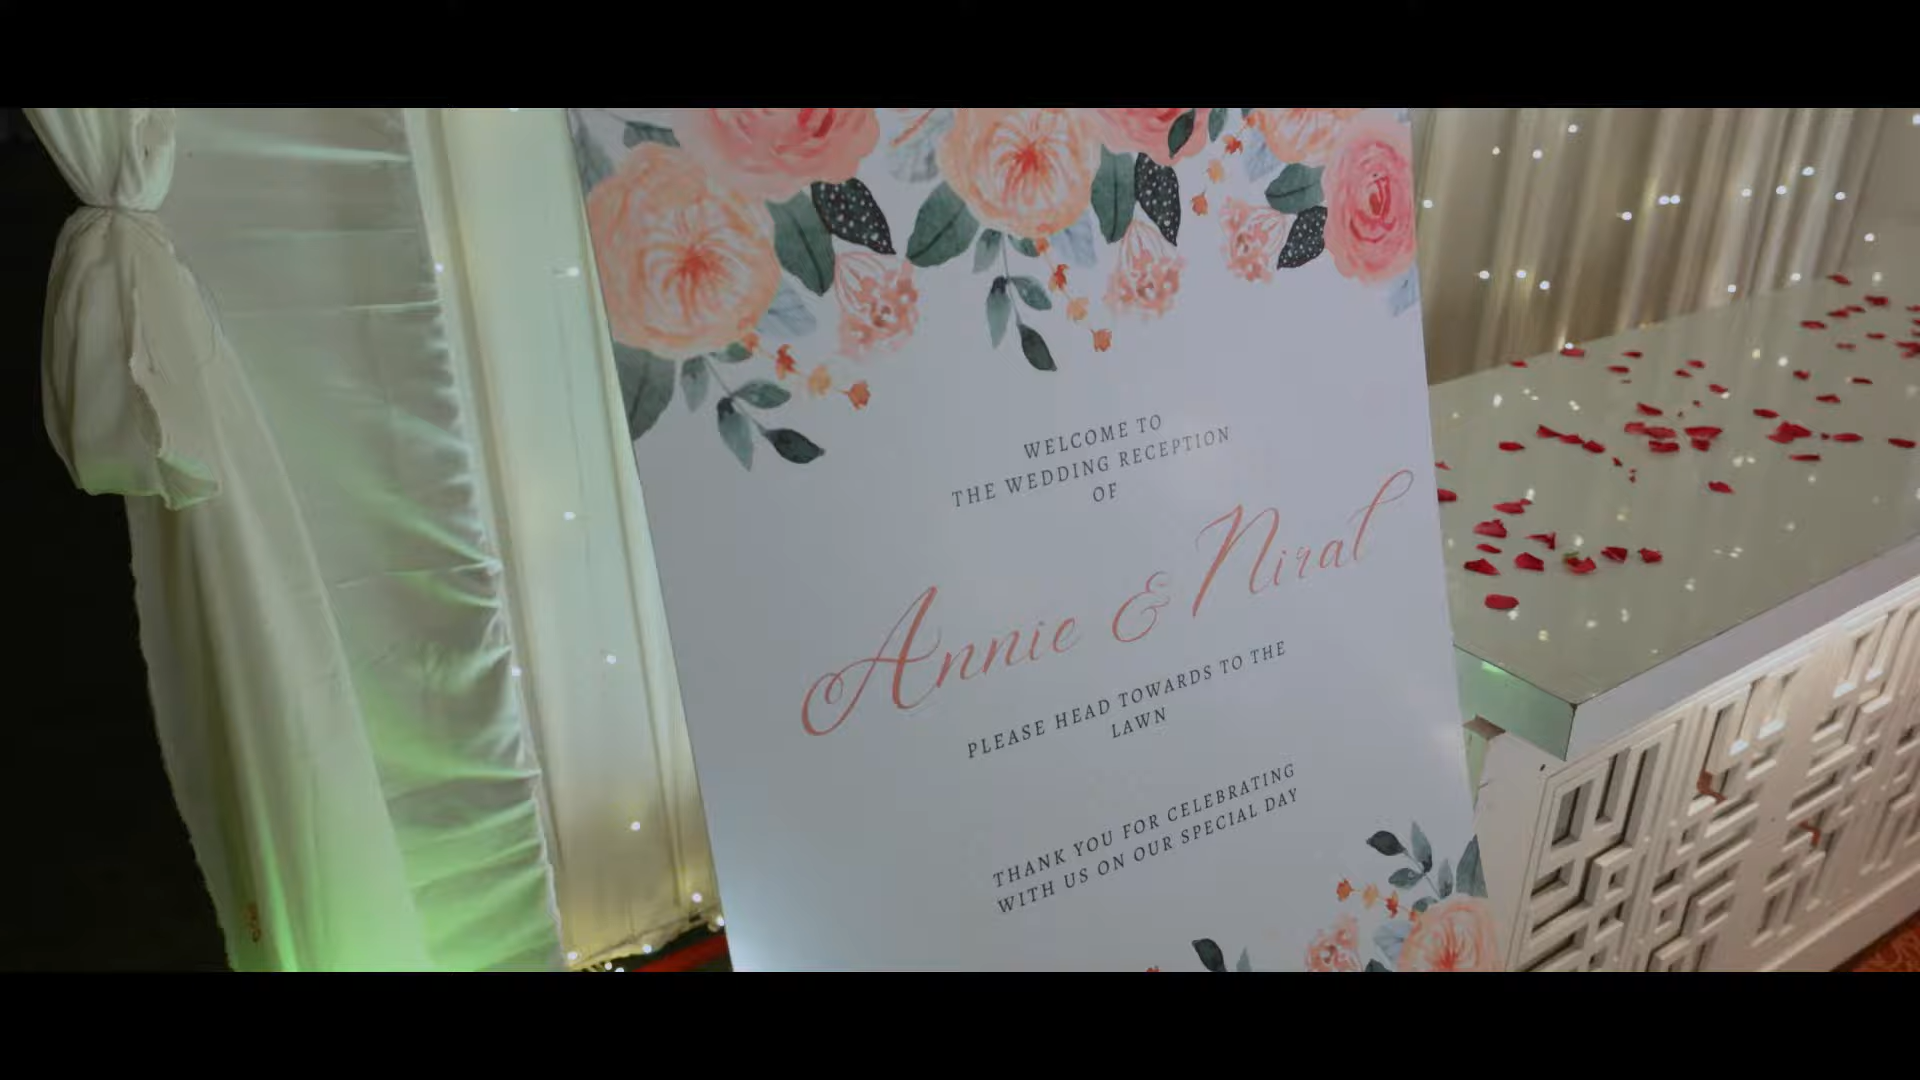 WELCOME TO
THE WEDDING RECEPTION
OF
Annie & Niral
PLEASE HEAD TOWARDS TO THE
LAWN
THANK YOU FOR CELEBRATING
WITH US ON OUR SPECIAL DAY